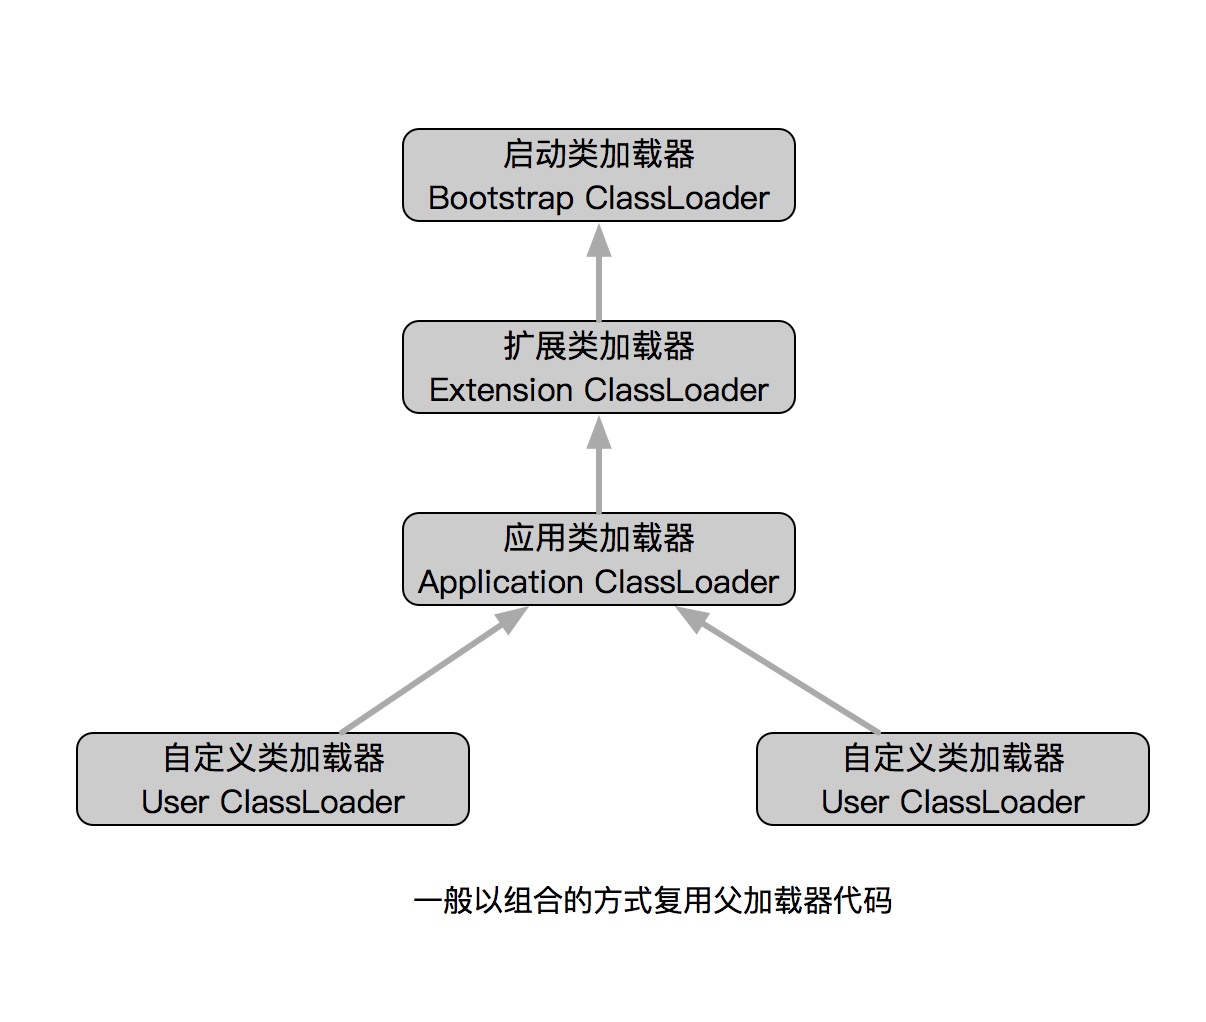 启动类加载器
Bootstrap ClassLoader
扩展类加载器
Extension ClassLoader
应用类加载器
Application ClassLoader
自定义类加载器
User ClassLoader
自定义类加载器
User ClassLoader
一般以组合的方式复用父加载器代码